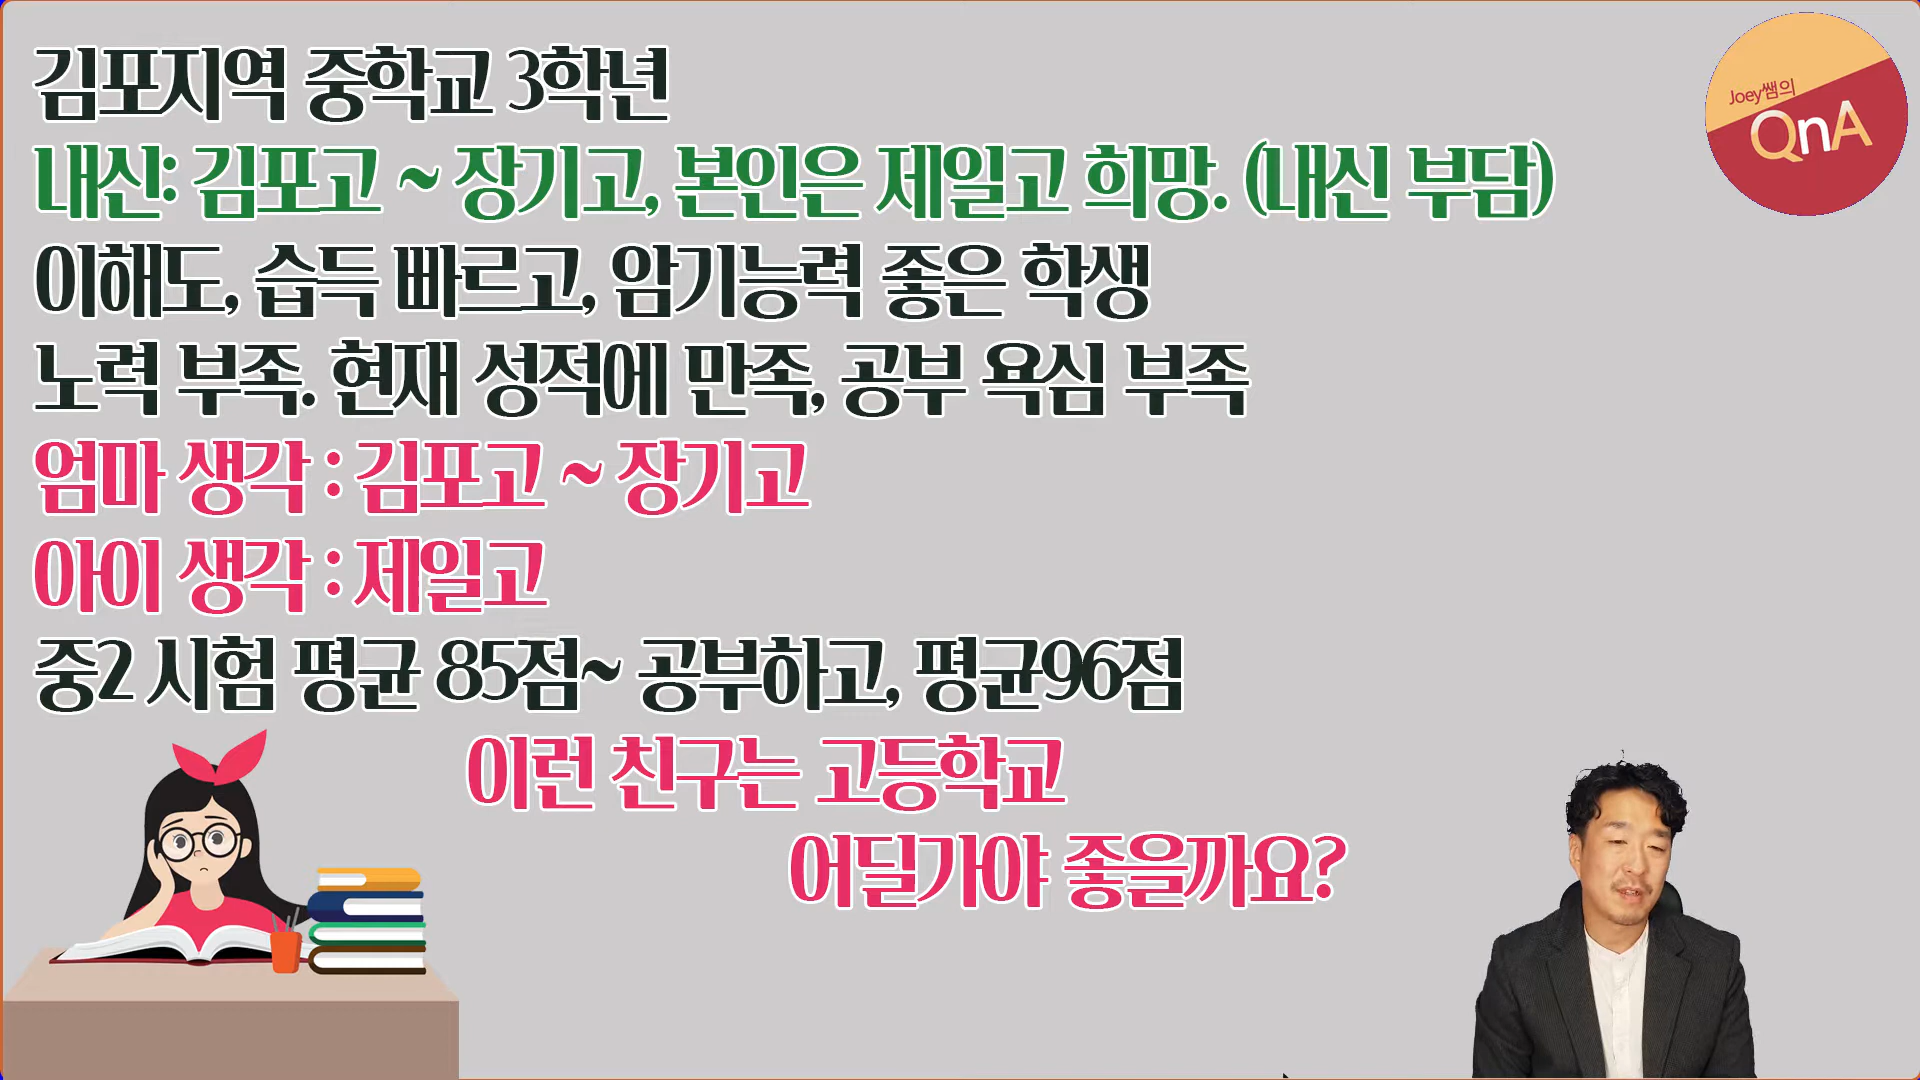 김포지역 중학교 3학년
내신: 김포고 ~ 장기고, 본인은 제일고 희망. (내신 부담)
이해도, 습득 빠르고, 암기능력 좋은 학생
노력 부족. 현재 성적에 만족, 공부 욕심 부족
엄마 생각 : 김포고 ~ 장기고
아이 생각 : 제일고
중2 시험 평균 85점~ 공부하고, 평균96점
이런 친구는 고등학교
어딜가야 좋을까요?
Joey쌤의
QnA